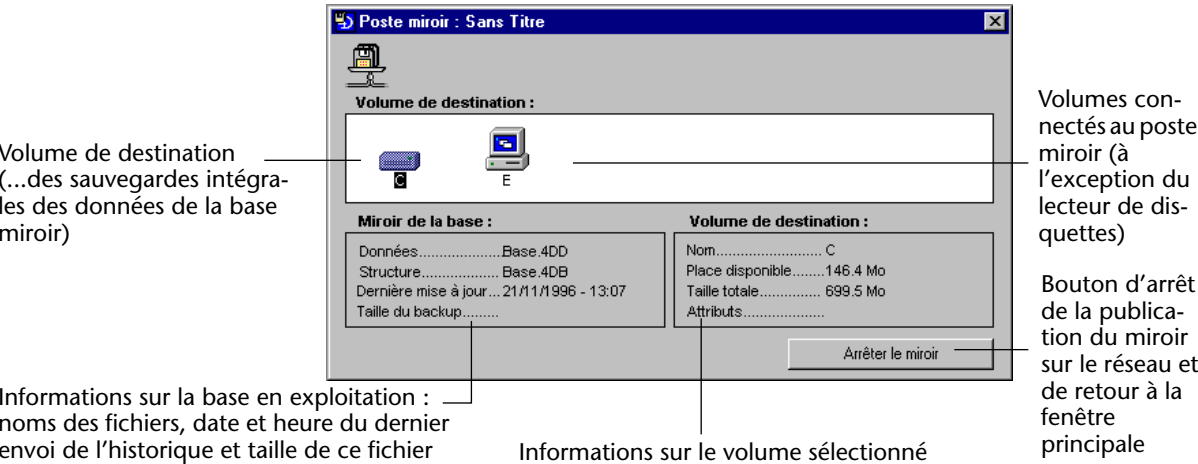 Poste miroir : Sans Titre
Volume de destination :
C
E
Miroir de la base :
Données....................Base.4DD
Structure.................. Base.4DB
Dernière mise à jour...21/11/1996 - 13:07
Taille du backup.........
Volume de destination :
Nom......................... C
Place disponible........146.4 Mo
Taille totale............... 699.5 Mo
Attributs....................
Arrêter le miroir
Volume de destination
(...des sauvegardes intégra-
les des données de la base
miroir)
Volumes con-
nectés au poste
miroir (à
l’exception du
lecteur de dis-
quettes)
Bouton d’arrêt
de la publica-
tion du miroir
sur le réseau et
de retour à la
fenêtre
principale
Informations sur la base en exploitation :
noms des fichiers, date et heure du dernier
envoi de l’historique et taille de ce fichier
Informations sur le volume sélectionné